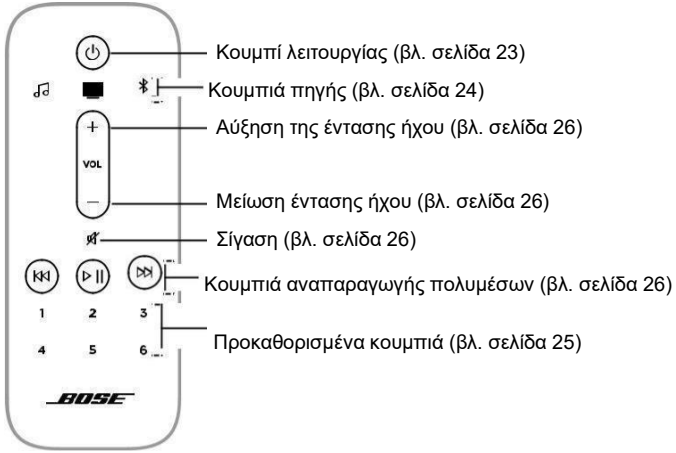 Κουμπί λειτουργίας (βλ. σελίδα 23)
Κουμπιά πηγής (βλ. σελίδα 24)
+
Αύξηση της έντασης ήχου (βλ. σελίδα 26)
VOL
Μείωση έντασης ήχου (βλ. σελίδα 26)
Σίγαση (βλ. σελίδα 26)
Κουμπιά αναπαραγωγής πολυμέσων (βλ. σελίδα 26)
1 2 3
Προκαθορισμένα κουμπιά (βλ. σελίδα 25)
4 5 6
BOSE